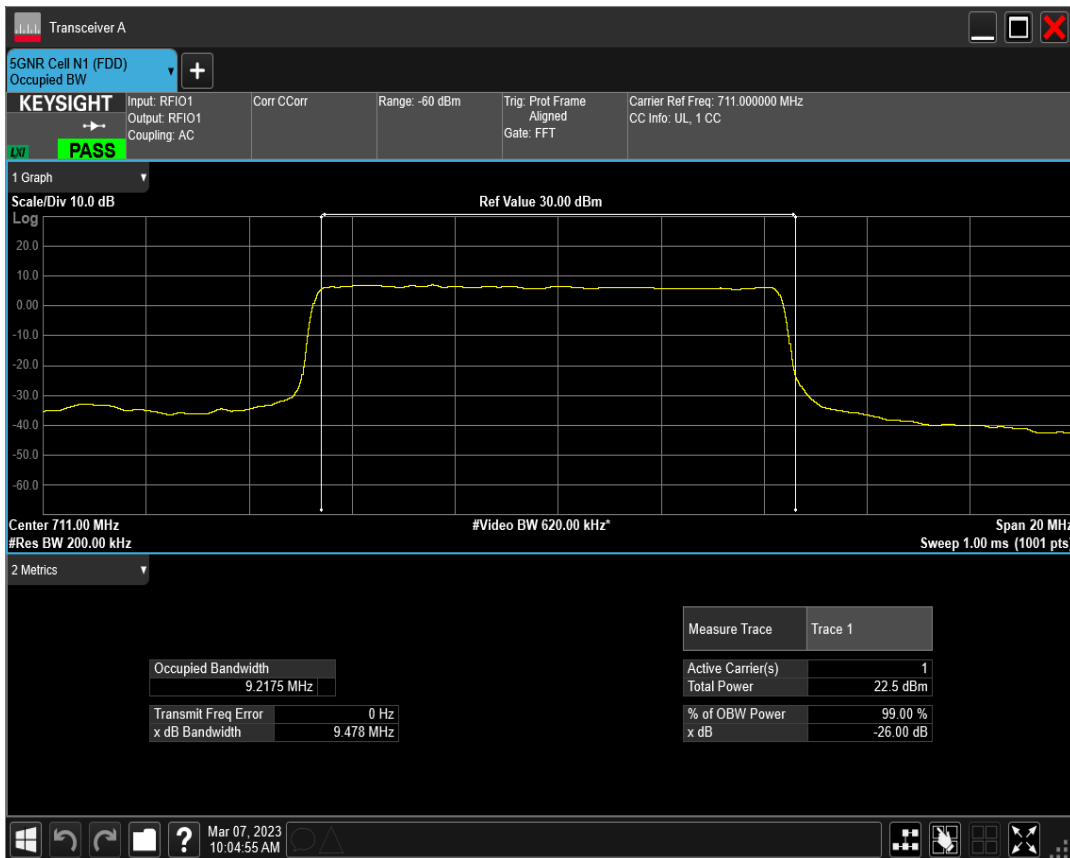 Transceiver A
5GNR Cell N1 (FDD)
Occupied BW
KEYSIGHT
LXI
PASS
Input: RFIO1
Output: RFIO1
Coupling: AC
Corr CCorr
Range: -60 dBm
Trig: Prot Frame
Aligned
Gate: FFT
Carrier Ref Freq: 711.000000 MHz
CC Info: UL, 1 CC
1 Graph
Scale/Div 10.0 dB
Ref Value 30.00 dBm
Log
20.0
10.0
0.00
-10.0
-20.0
-30.0
-40.0
-50.0
-60.0
Center 711.00 MHz
#Video BW 620.00 kHz*
Span 20 MHz
#Res BW 200.00 kHz
Sweep 1.00 ms (1001 pts)
2 Metrics
Measure Trace Trace 1
Occupied Bandwidth
9.2175 MHz
Transmit Freq Error 0 Hz
x dB Bandwidth 9.478 MHz
Active Carrier(s) 1
Total Power 22.5 dBm
% of OBW Power 99.00 %
x dB -26.00 dB
?
Mar 07, 2023
10:04:55 AM